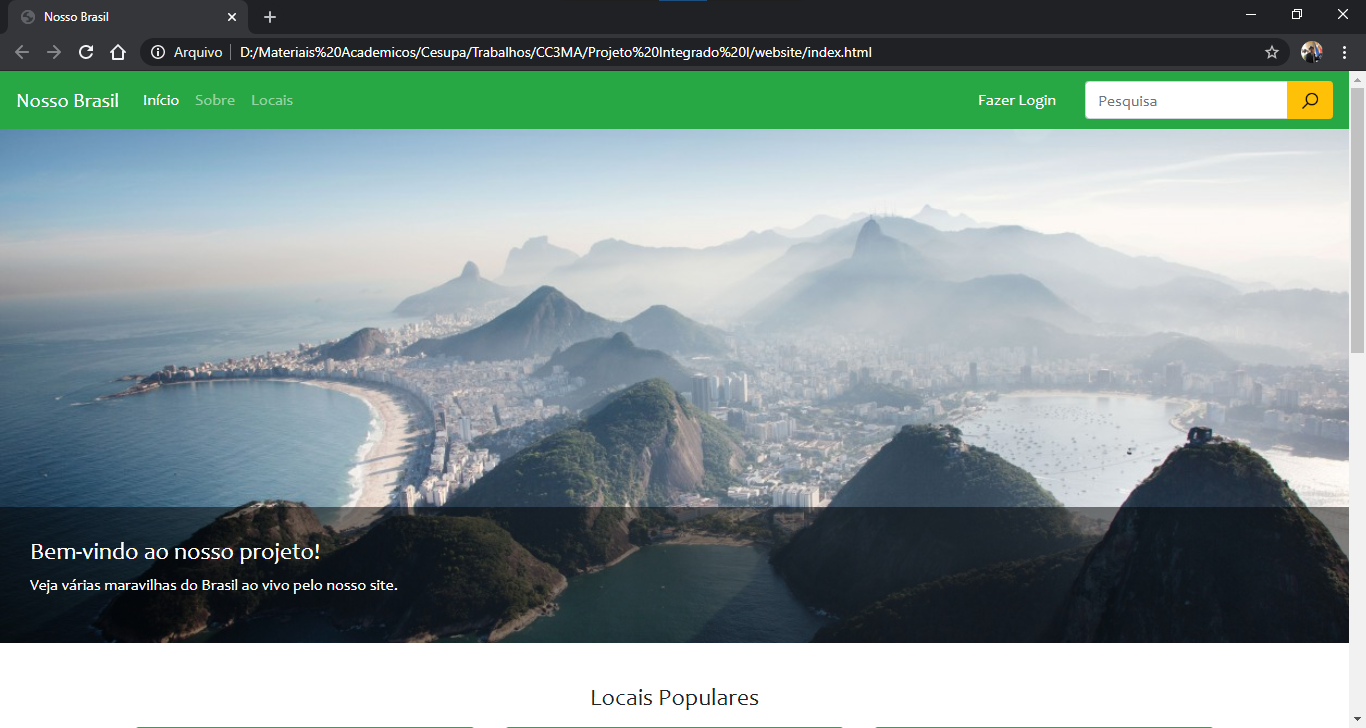 Nosso Brasil
Arquivo D:/Materiais%20Academicos/Cesupa/Trabalhos/CC3MA/Projeto%20Integrado%20I/website/index.html
Nosso Brasil Início Sobre Locais Fazer Login Pesquisa
Bem-vindo ao nosso projeto!
Veja várias maravilhas do Brasil ao vivo pelo nosso site.
Locais Populares